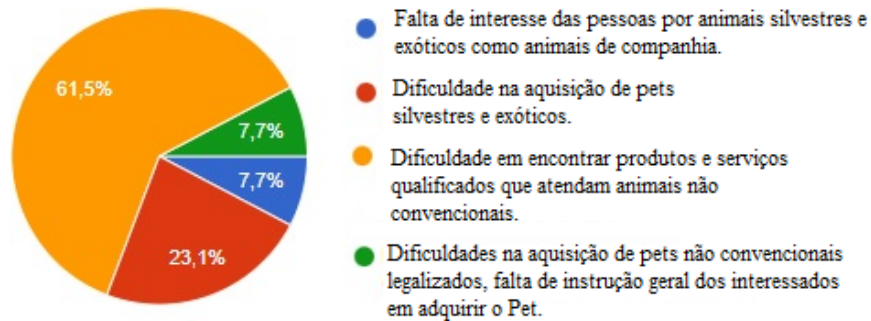 61,5%
7,7%
7,7%
23,1%
Falta de interesse das pessoas por animais silvestres e
exóticos como animais de companhia.
Dificuldade na aquisição de pets
silvestres e exóticos.
Dificuldade em encontrar produtos e serviços
qualificados que atendam animais não
convencionais.
Dificuldades na aquisição de pets não convencionais
legalizados, falta de instrução geral dos interessados
em adquirir o Pet.